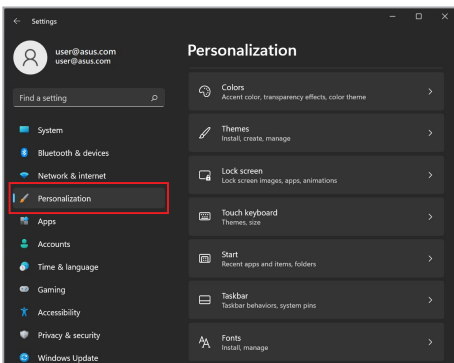 Settings
user@asus.com
user@asus.com
Find a setting
System
Bluetooth & devices
Network & internet
Personalization
Apps
Accounts
Time & language
Gaming
Accessibility
Privacy & security
Windows Update
Personalization
Colors
Accent color, transparency effects, color theme
Themes
Install, create, manage
Lock screen
Lock screen images, apps, animations
Touch keyboard
Themes, size
Start
Recent apps and items, folders
Taskbar
Taskbar behaviors, system pins
Fonts
Install, manage